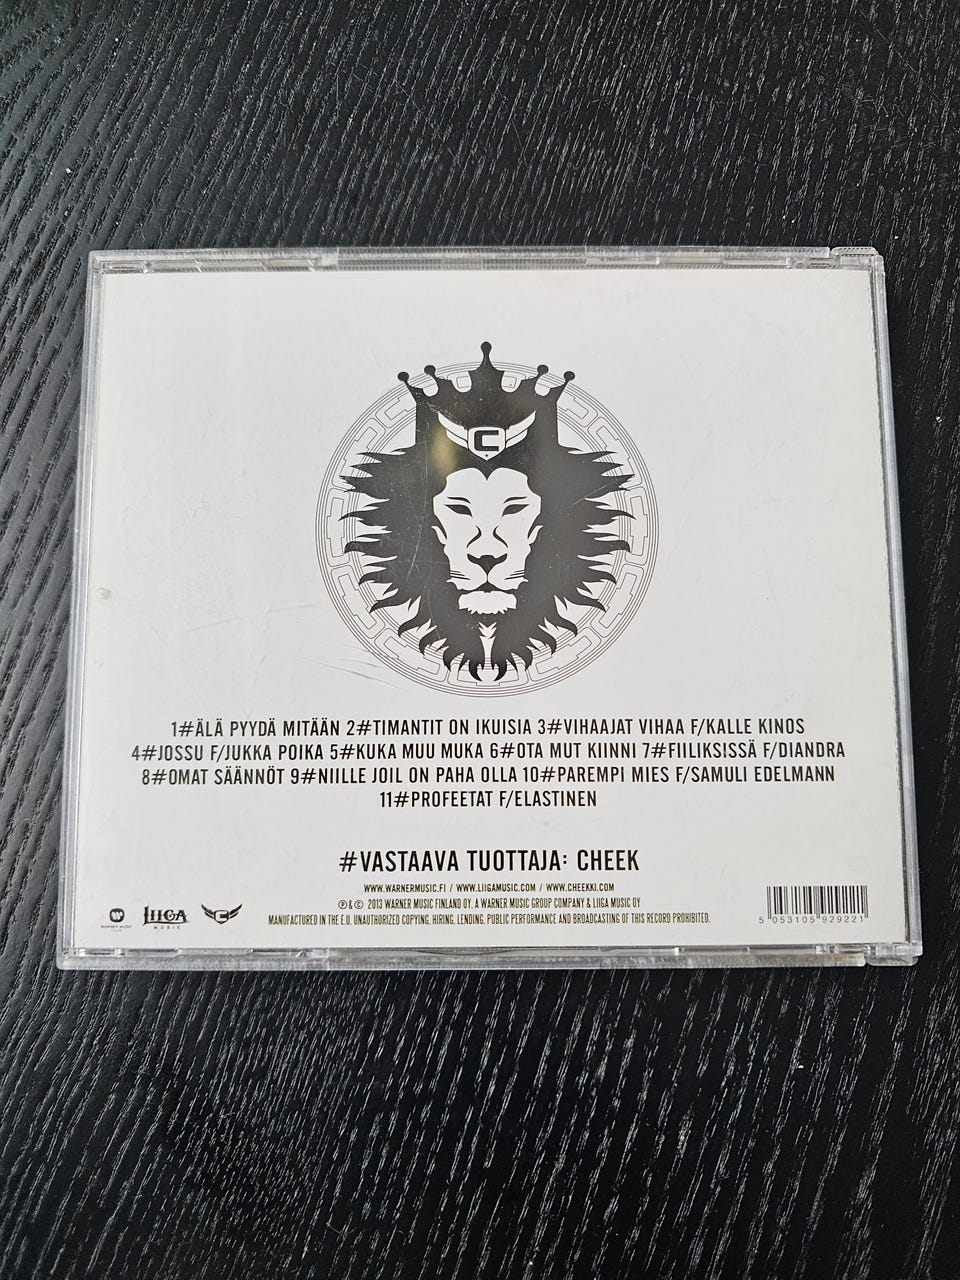 C
1#ÄLÄ PYYDÄ MITÄÄN 2#TIMANTIT ON IKUISIA 3#VIHAAJAT VIHAA F/KALLE KINOS
4#JOSSU F/JUKKA POIKA 5#KUKA MUU MUKA 6#OTA MUT KIINNI 7#FIILIKSISSÄ F/DIANDRA
8#OMAT SÄÄNNÖT 9#NIILLE JOIL ON PAHA OLLA 10#PAREMPI MIES F/SAMULI EDELMANN
11#PROFEETAT F/ELASTINEN
#VASTAAVA TUOTTAJA: CHEEK
WWW.WARNERMUSIC.FI / WWW.LIIGAMUSIC.COM / WWW.CHEEKKI.COM
℗ & © 2013 WARNER MUSIC FINLAND OY, A WARNER MUSIC GROUP COMPANY & LIIGA MUSIC OY
MANUFACTURED IN THE E.U. UNAUTHORIZED COPYING, HIRING, LENDING, PUBLIC PERFORMANCE AND BROADCASTING OF THIS RECORD PROHIBITED.
WARNER MUSIC
LIIGA
MUSIC
C
5 053105 929221